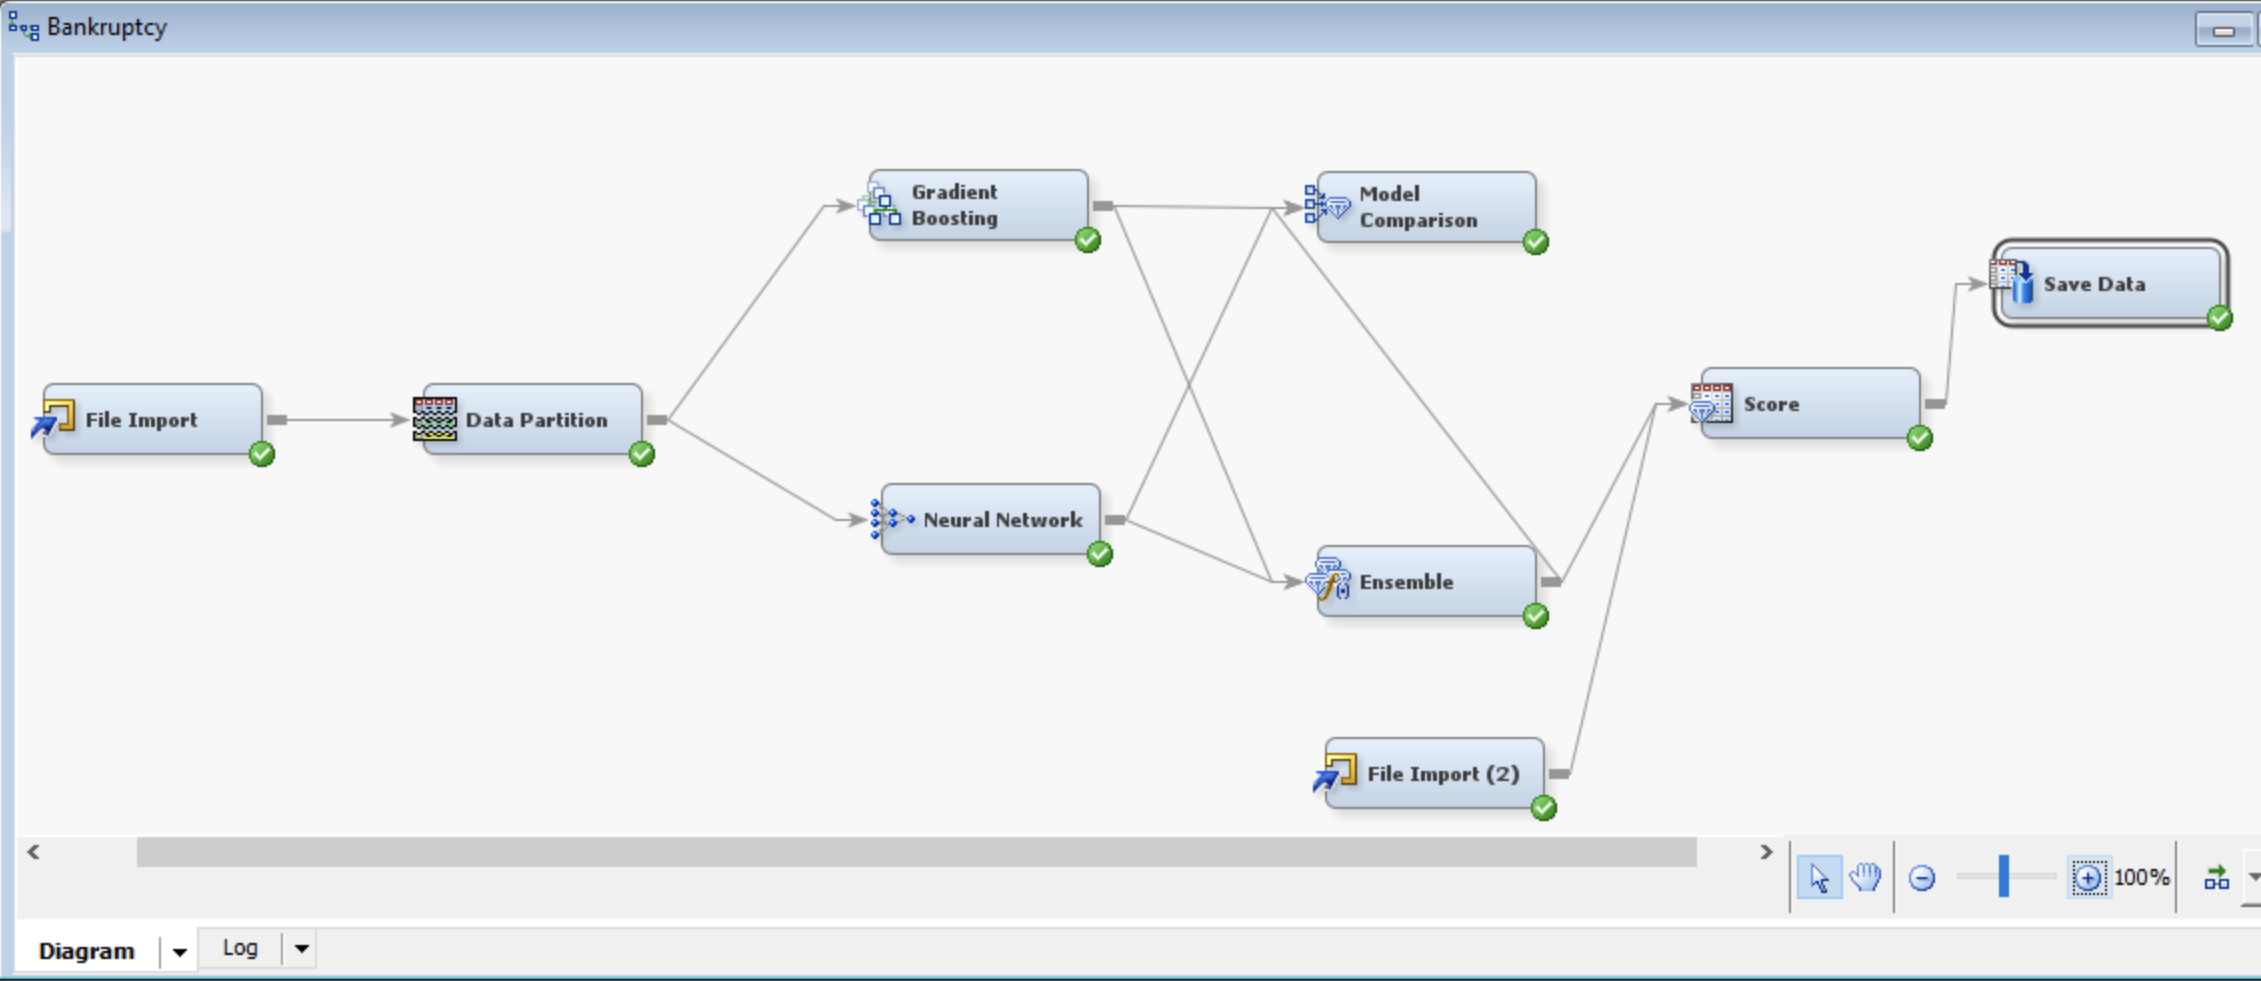 Bankruptcy
Gradient
Boosting
Model
Comparison
Save Data
File Import
Data Partition
Score
Neural Network
Ensemble
File Import (2)
100%
Diagram
Log